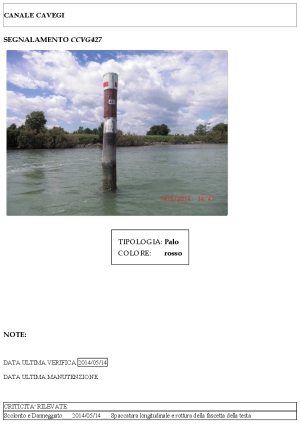 CANALE CAVEGI
SEGNALAMENTO CCVG427
TIPOLOGIA: Palo
COLORE: rosso
NOTE:
DATA ULTIMA VERIFICA 2014/05/14
DATA ULTIMA MANUTENZIONE
CRITICITA' RILEVATE
Scolorito e Danneggiato 2014/05/14 Spaccatura longitudinale e rottura della fascetta della testa